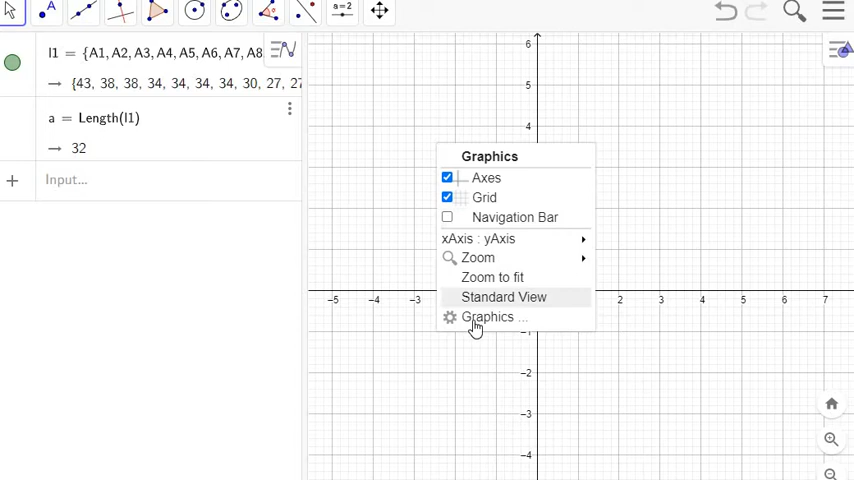 A
a=2
l1 = {A1, A2, A3, A4, A5, A6, A7, A8
→ {43, 38, 38, 34, 34, 34, 34, 30, 27, 27
a = Length(l1)
→ 32
+ Input...
6
5
4
Graphics
Axes
Grid
Navigation Bar
xAxis : yAxis
Zoom
Zoom to fit
Standard View
Graphics ...
−5 −4 −3 2 3 4 5 6 7
−1
−2
−3
−4